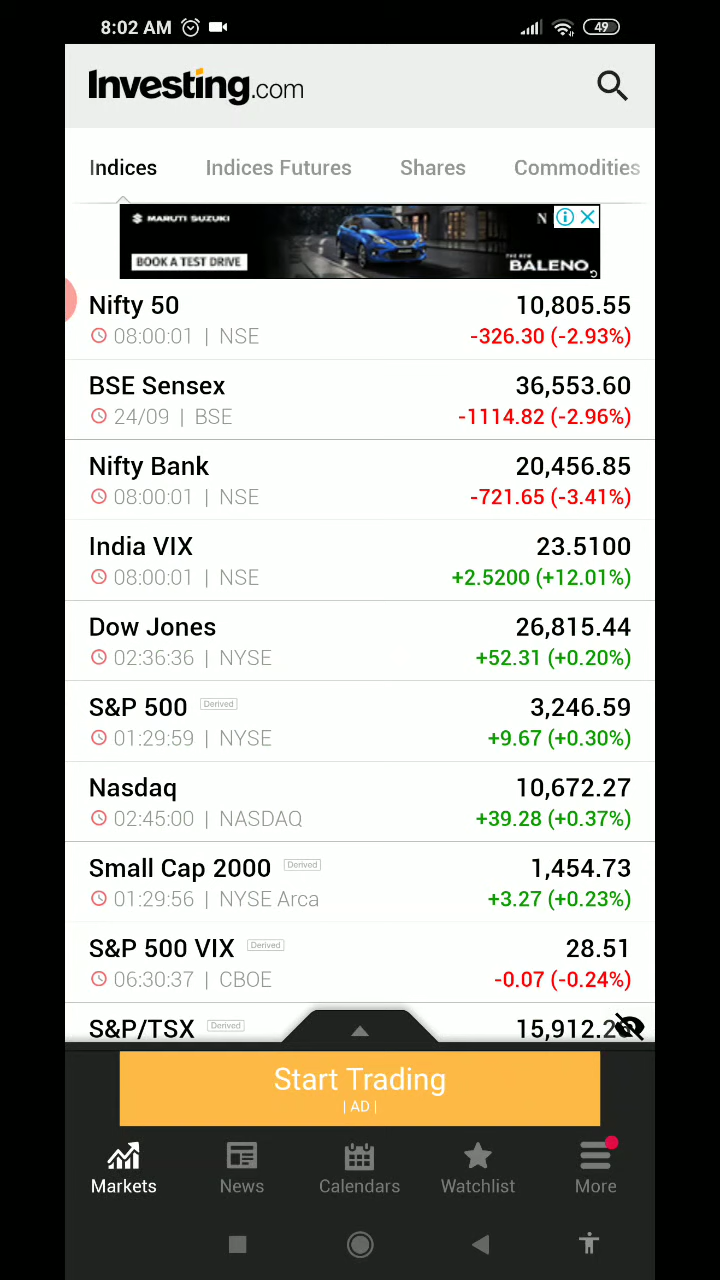 8:02 AM 49
Investing.com
Indices Indices Futures Shares Commodities
MARUTI SUZUKI N
BOOK A TEST DRIVE THE NEW
BALENO
Nifty 50 10,805.55
08:00:01 | NSE -326.30 (-2.93%)
BSE Sensex 36,553.60
24/09 | BSE -1114.82 (-2.96%)
Nifty Bank 20,456.85
08:00:01 | NSE -721.65 (-3.41%)
India VIX 23.5100
08:00:01 | NSE +2.5200 (+12.01%)
Dow Jones 26,815.44
02:36:36 | NYSE +52.31 (+0.20%)
S&P 500 Derived 3,246.59
01:29:59 | NYSE +9.67 (+0.30%)
Nasdaq 10,672.27
02:45:00 | NASDAQ +39.28 (+0.37%)
Small Cap 2000 Derived 1,454.73
01:29:56 | NYSE Arca +3.27 (+0.23%)
S&P 500 VIX Derived 28.51
06:30:37 | CBOE -0.07 (-0.24%)
S&P/TSX Derived
Start Trading
| AD |
Markets News Calendars Watchlist More